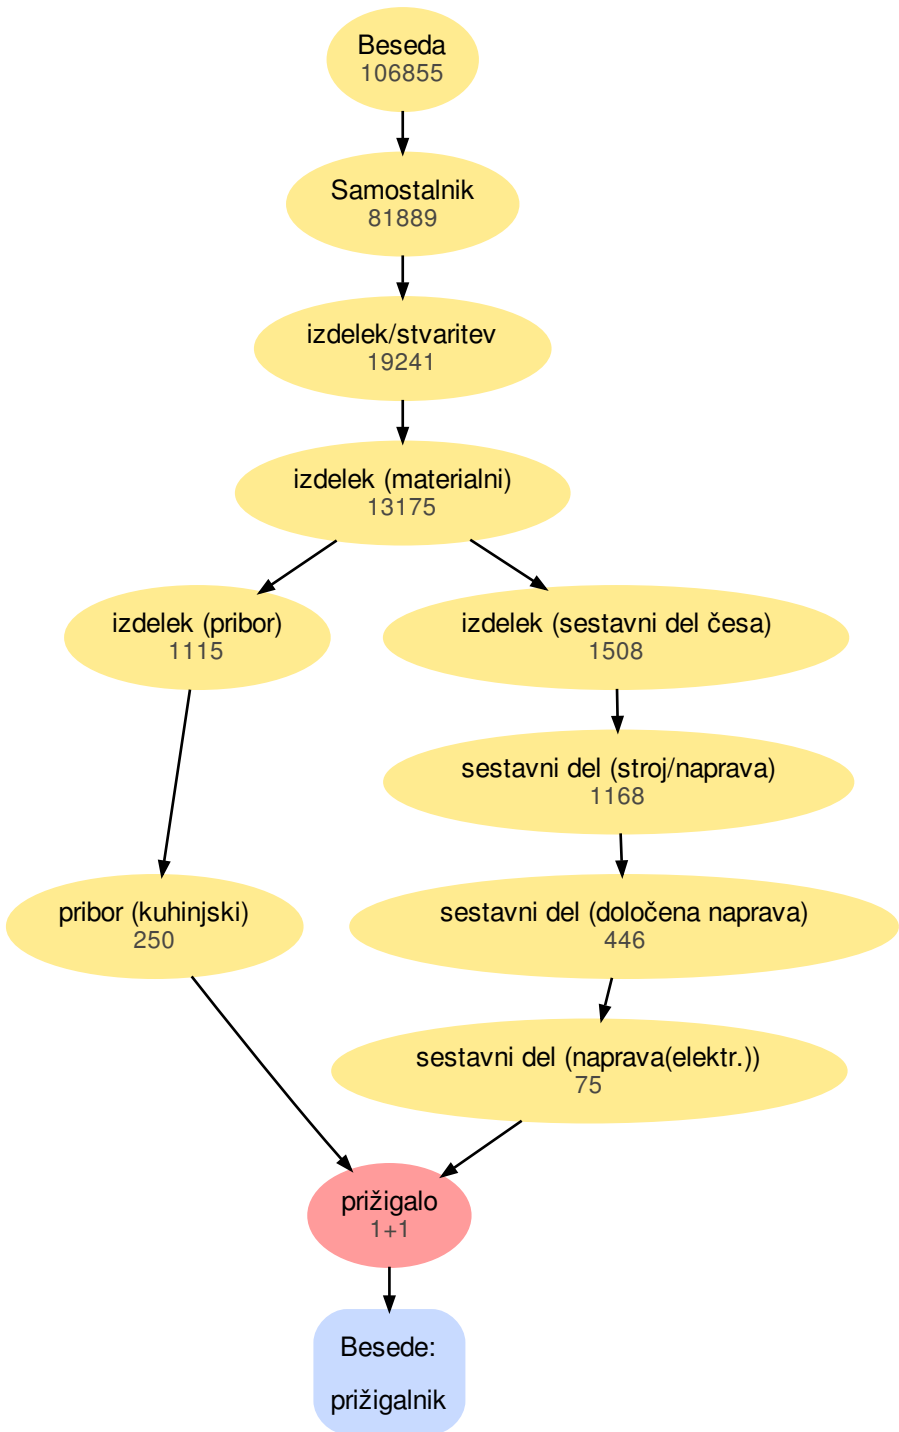 Beseda
106855
Samostalnik
81889
izdelek/stvaritev
19241
izdelek (materialni)
13175
izdelek (pribor)
1115
izdelek (sestavni del česa)
1508
sestavni del (stroj/naprava)
1168
pribor (kuhinjski)
250
sestavni del (določena naprava)
446
sestavni del (naprava(elektr.))
75
prižigalo
1+1
Besede:
prižigalnik